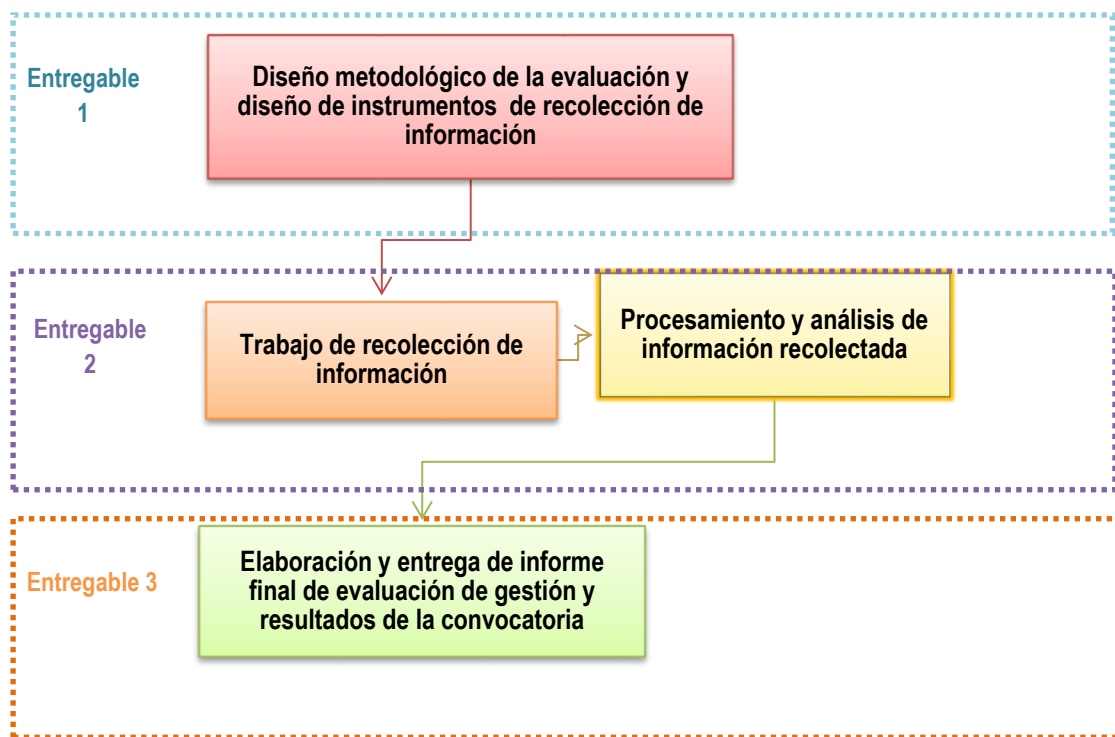 Entregable
1
Diseño metodológico de la evaluación y
diseño de instrumentos de recolección de
información
Entregable
2
Trabajo de recolección de
información
Procesamiento y análisis de
información recolectada
Entregable 3
Elaboración y entrega de informe
final de evaluación de gestión y
resultados de la convocatoria